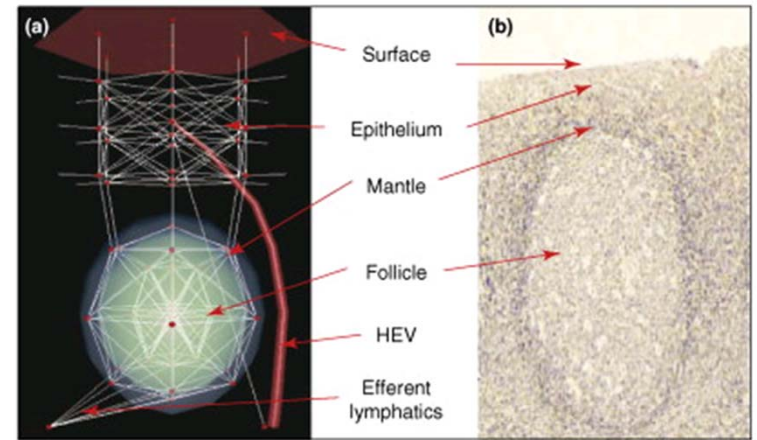 (a)
(b)
Surface
Epithelium
Mantle
Follicle
HEV
Efferent
lymphatics